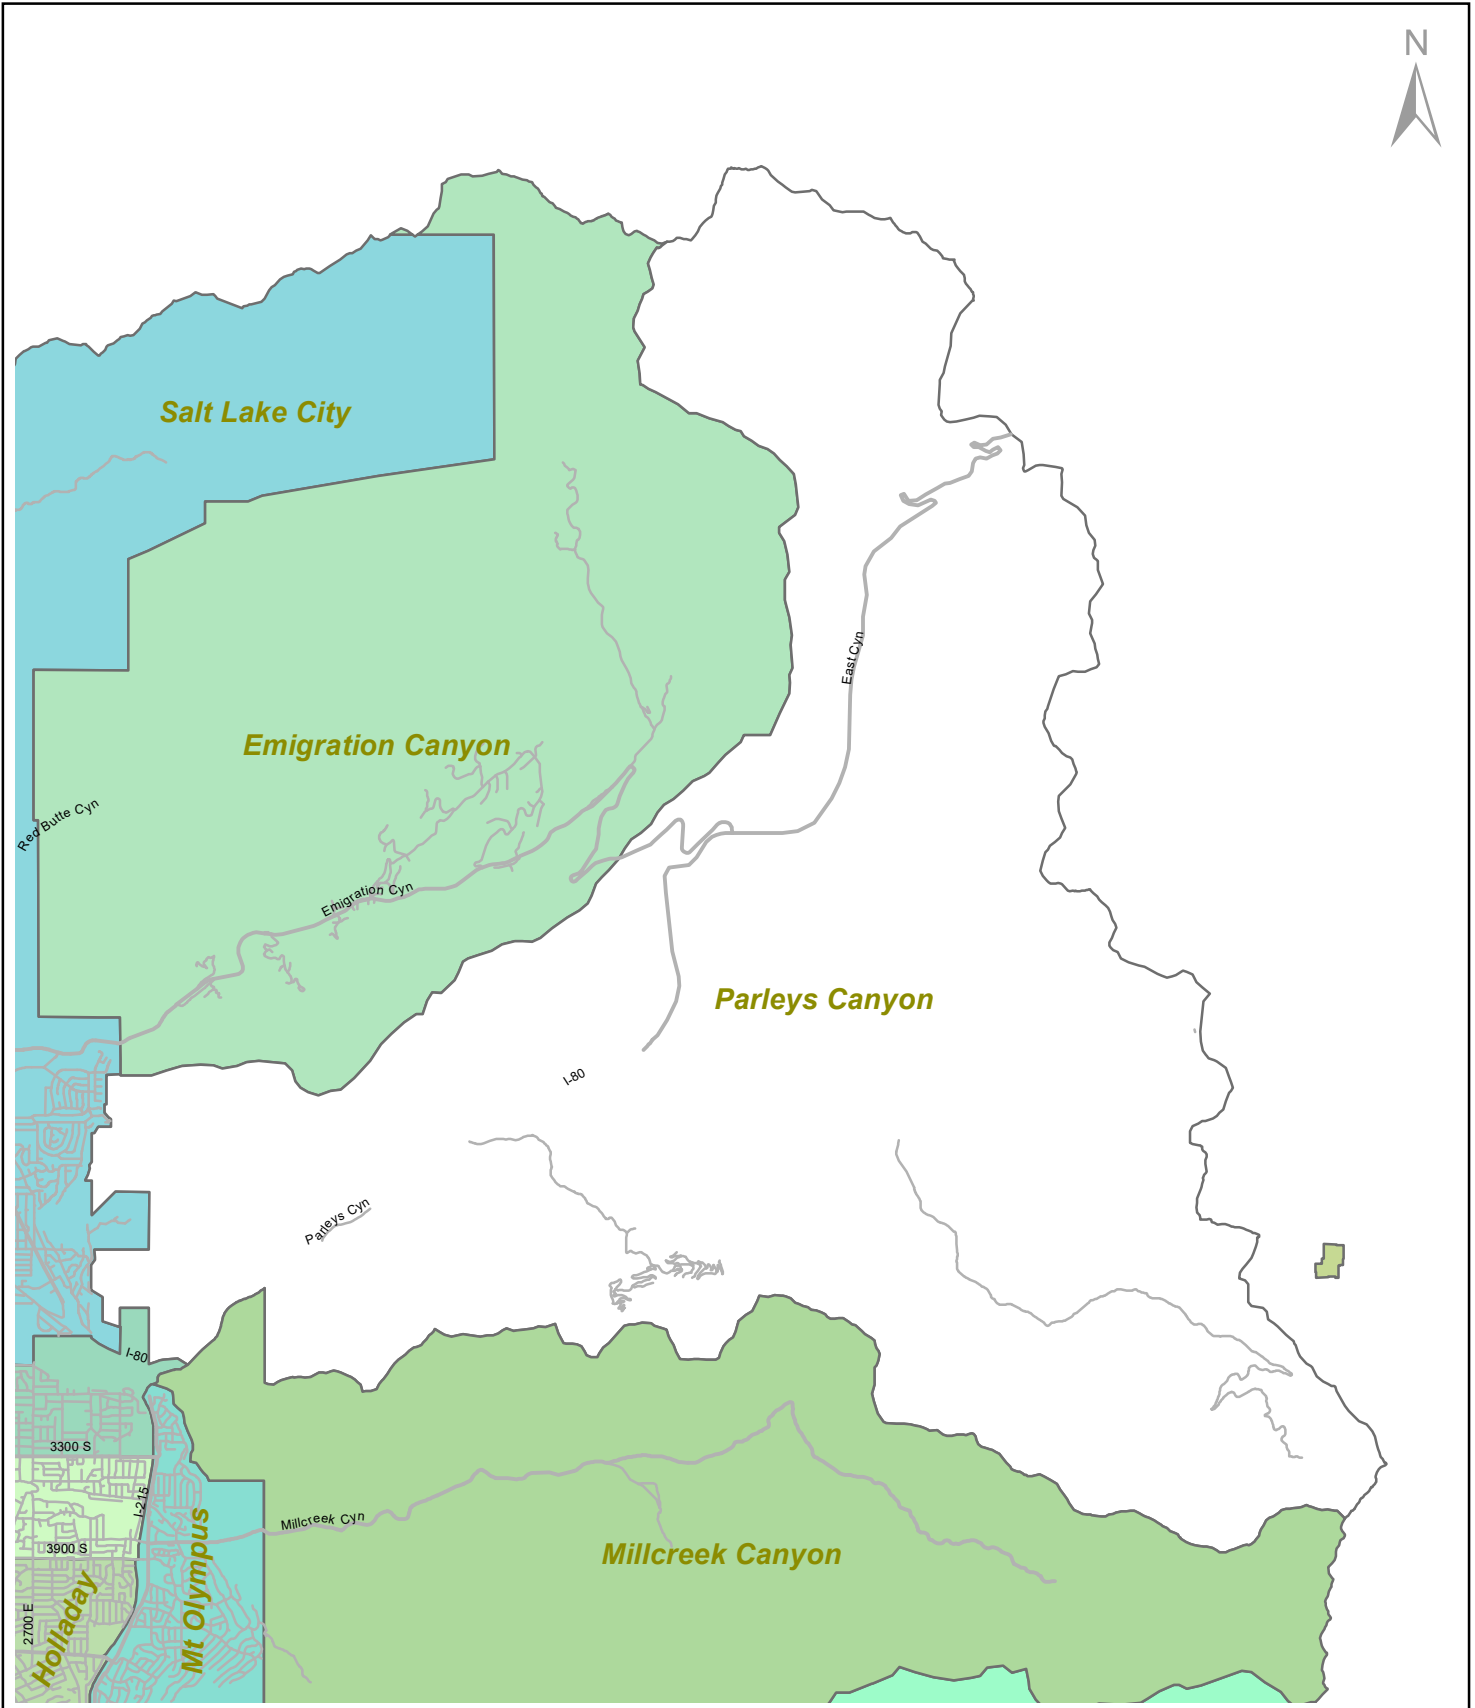 N
Salt Lake City
East Cyn
Emigration Canyon
Red Butte Cyn
Emigration Cyn
Parleys Canyon
I-80
Parleys Cyn
I-80
3300 S
I-215
Millcreek Cyn
3900 S
Millcreek Canyon
Mt Olympus
Holladay
2700 E